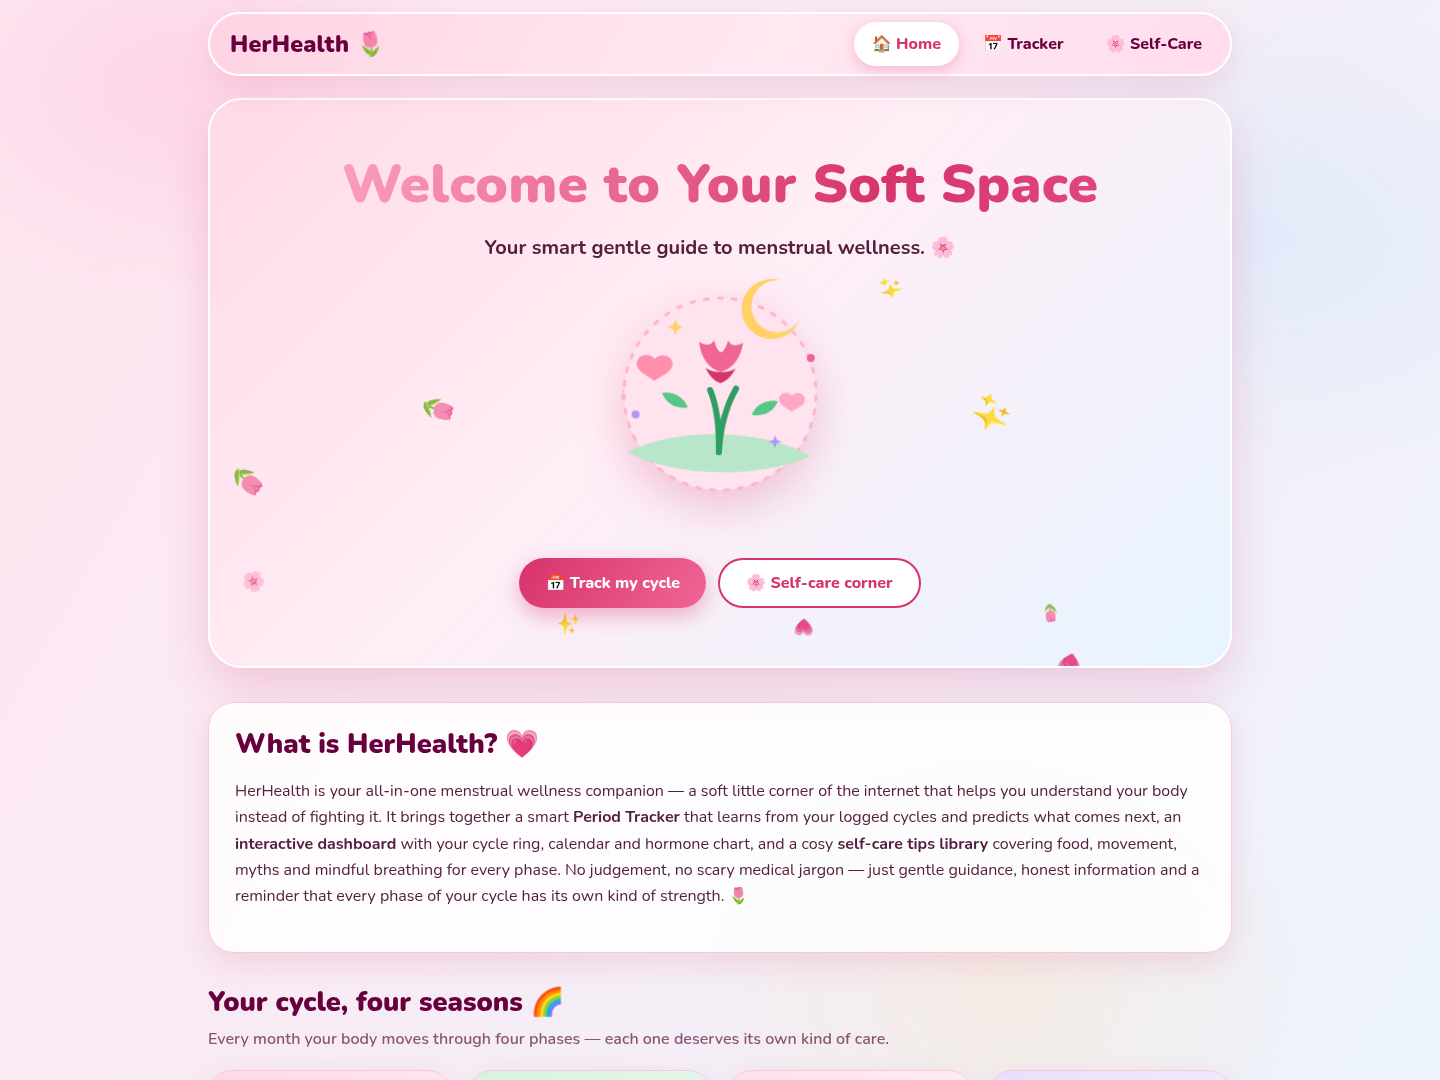 HerHealth 🌷
🏠 Home
📅 Tracker
🌸 Self-Care
Welcome to Your Soft Space
Your smart gentle guide to menstrual wellness. 🌸
📅 Track my cycle
🌸 Self-care corner
What is HerHealth? 💗
HerHealth is your all-in-one menstrual wellness companion — a soft little corner of the internet that helps you understand your body
instead of fighting it. It brings together a smart Period Tracker that learns from your logged cycles and predicts what comes next, an
interactive dashboard with your cycle ring, calendar and hormone chart, and a cosy self-care tips library covering food, movement,
myths and mindful breathing for every phase. No judgement, no scary medical jargon — just gentle guidance, honest information and a
reminder that every phase of your cycle has its own kind of strength. 🌷
Your cycle, four seasons 🌈
Every month your body moves through four phases — each one deserves its own kind of care.